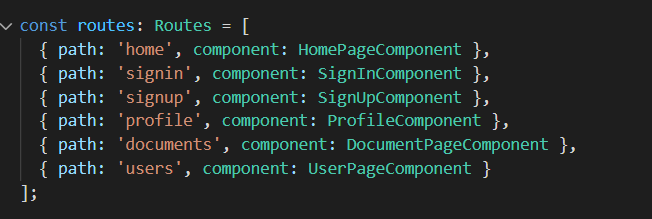 const routes: Routes = [
{ path: 'home', component: HomePageComponent },
{ path: 'signin', component: SignInComponent },
{ path: 'signup', component: SignUpComponent },
{ path: 'profile', component: ProfileComponent },
{ path: 'documents', component: DocumentPageComponent },
{ path: 'users', component: UserPageComponent }
];